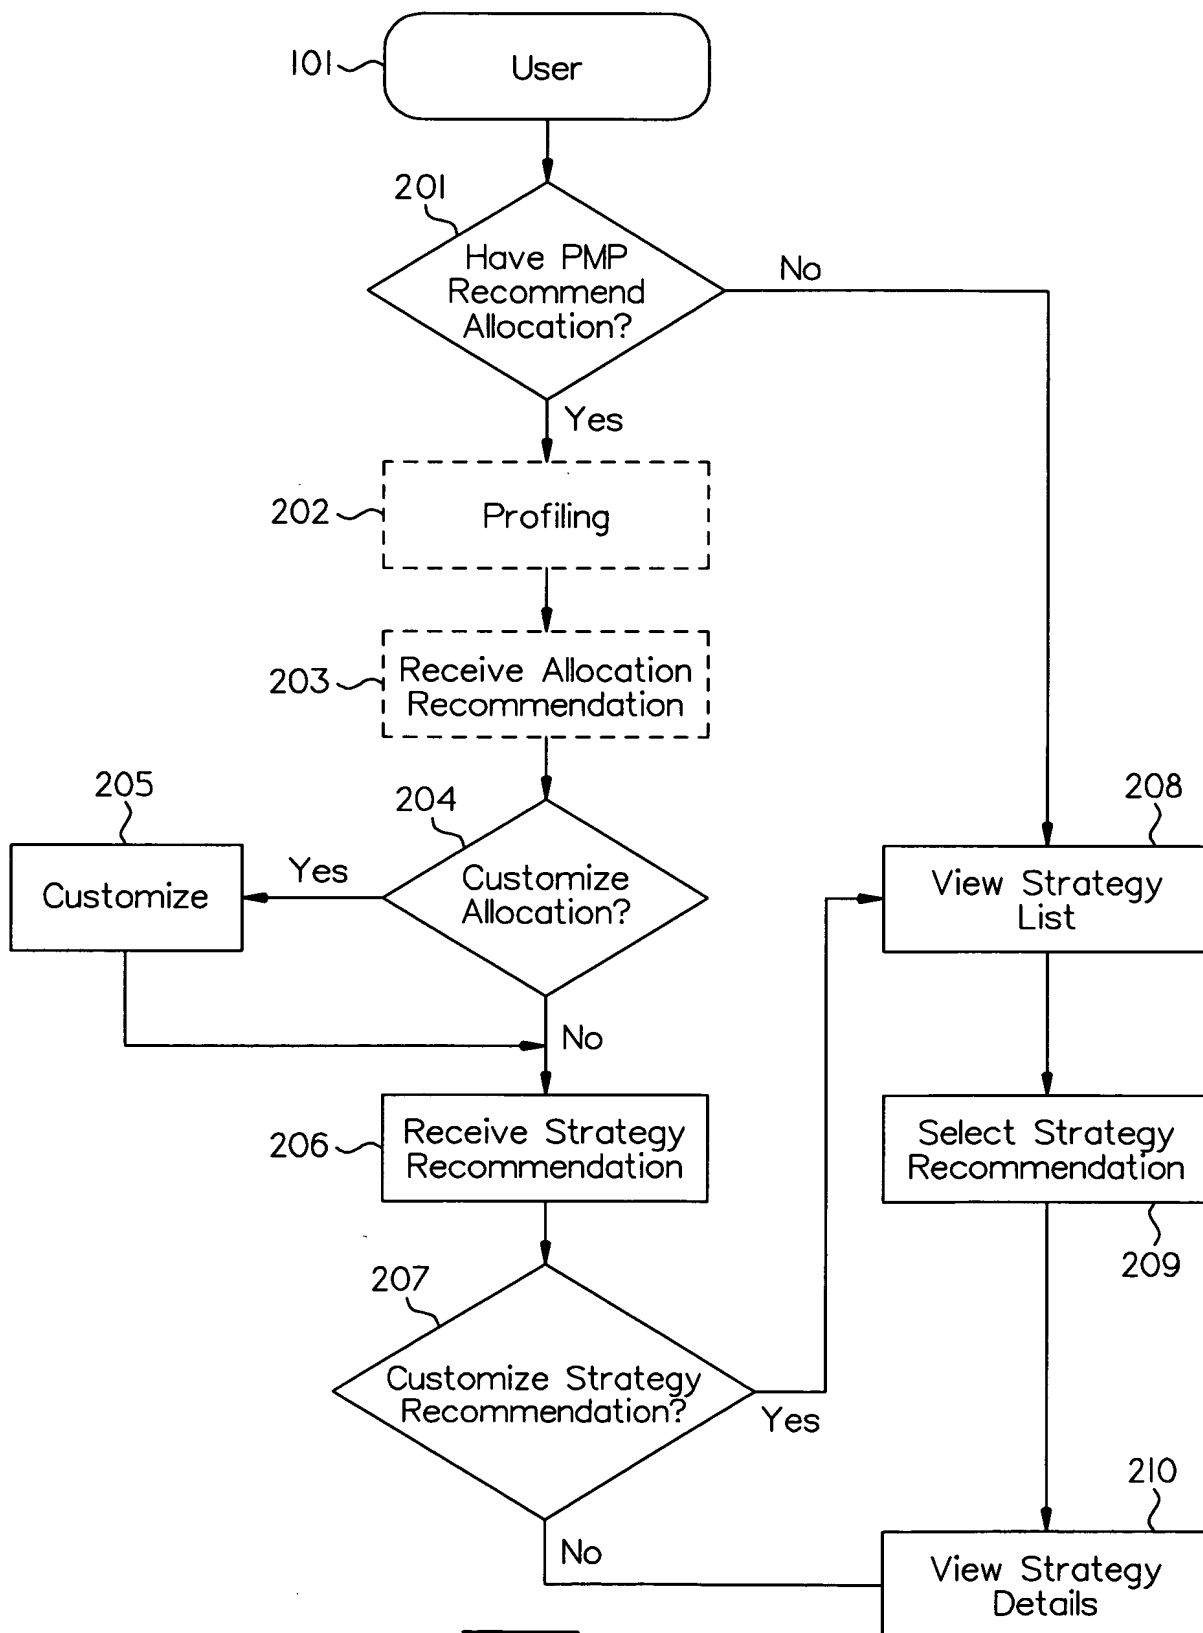 101
User
201
Have PMP
Recommend
Allocation?
No
Yes
202
Profiling
203
Receive Allocation
Recommendation
204
Customize
Allocation?
Yes
205
Customize
No
208
View Strategy
List
206
Receive Strategy
Recommendation
Select Strategy
Recommendation
209
207
Customize Strategy
Recommendation?
Yes
No
210
View Strategy
Details